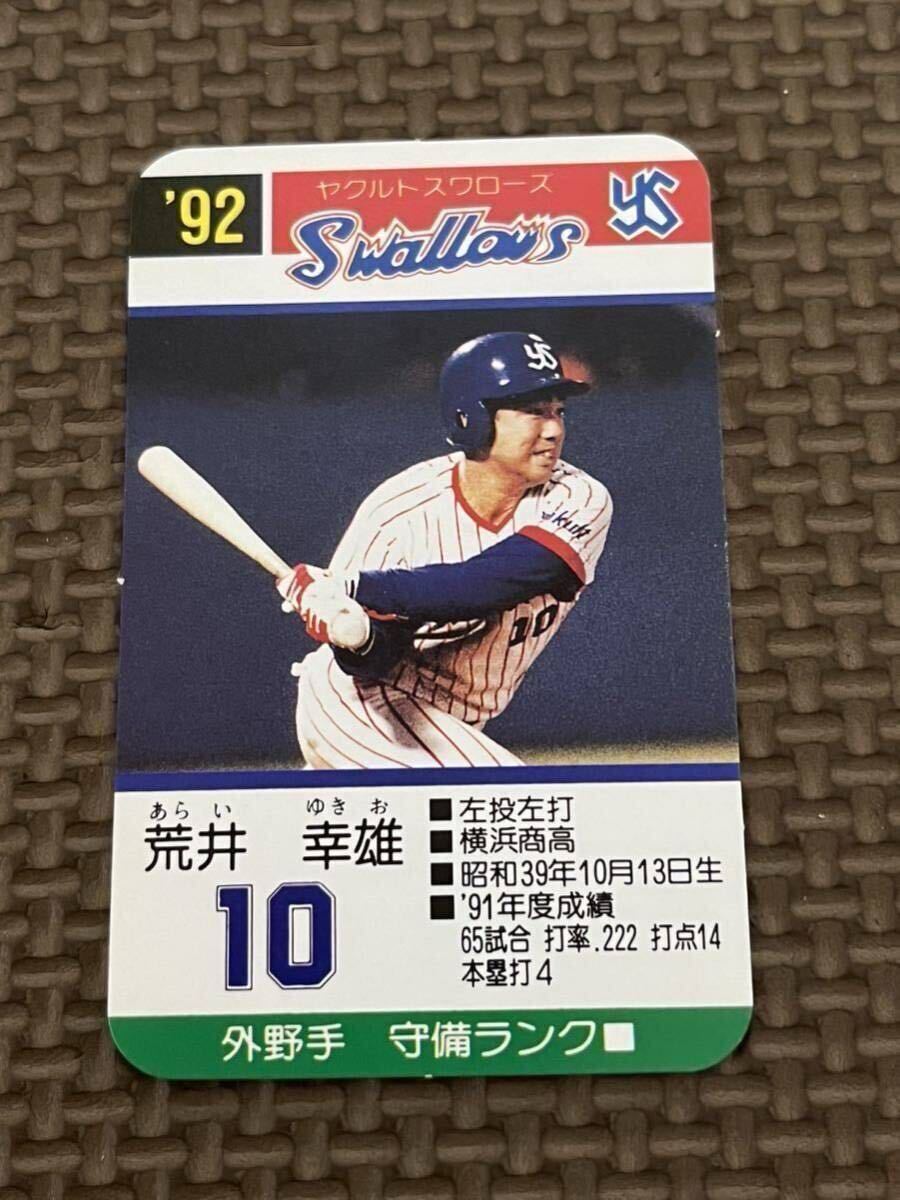 '92
ヤクルトスワローズ
YS
Swallows
YS
10
あらい ゆきお
荒井 幸雄
10
■左投左打
■横浜商高
■昭和39年10月13日生
■'91年度成績
65試合 打率.222 打点14
本塁打4
外野手 守備ランク■